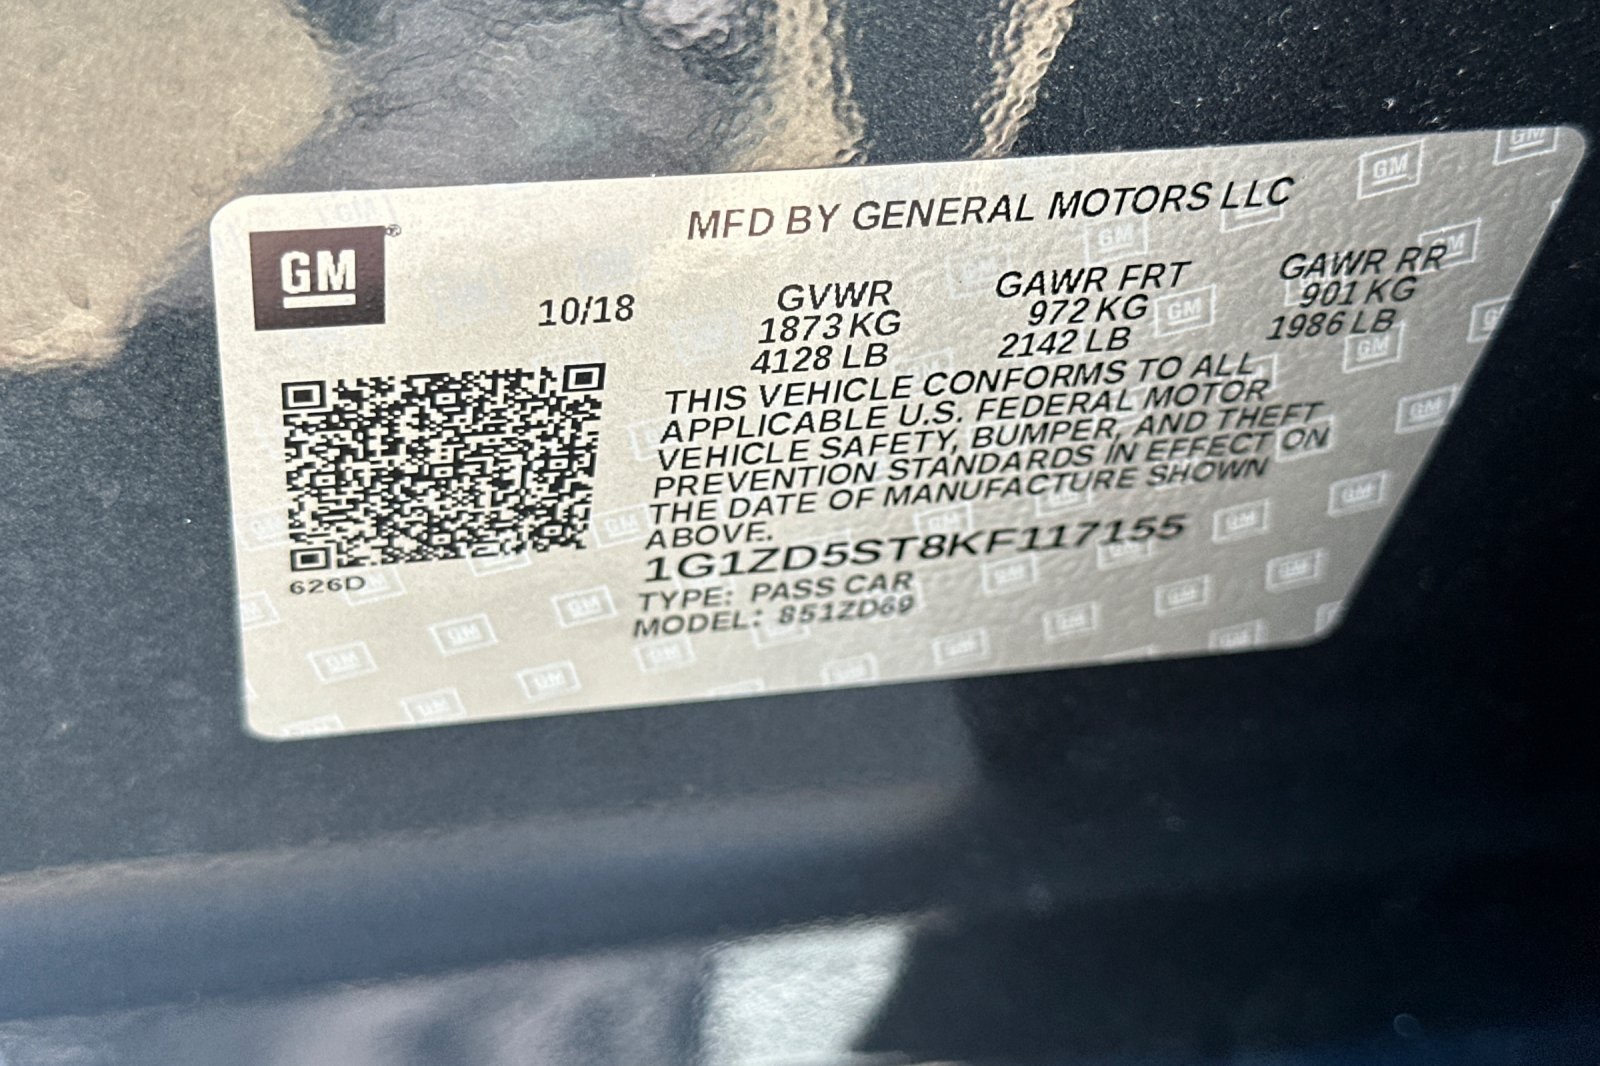 MFD BY GENERAL MOTORS LLC
GM®
10/18
GVWR
1873 KG
4128 LB
GAWR FRT
972 KG
2142 LB
GAWR RR
901 KG
1986 LB
THIS VEHICLE CONFORMS TO ALL
APPLICABLE U.S. FEDERAL MOTOR
VEHICLE SAFETY, BUMPER, AND THEFT
PREVENTION STANDARDS IN EFFECT ON
THE DATE OF MANUFACTURE SHOWN
ABOVE.
1G1ZD5ST8KF117155
TYPE: PASS CAR
MODEL: 851ZD69
626D